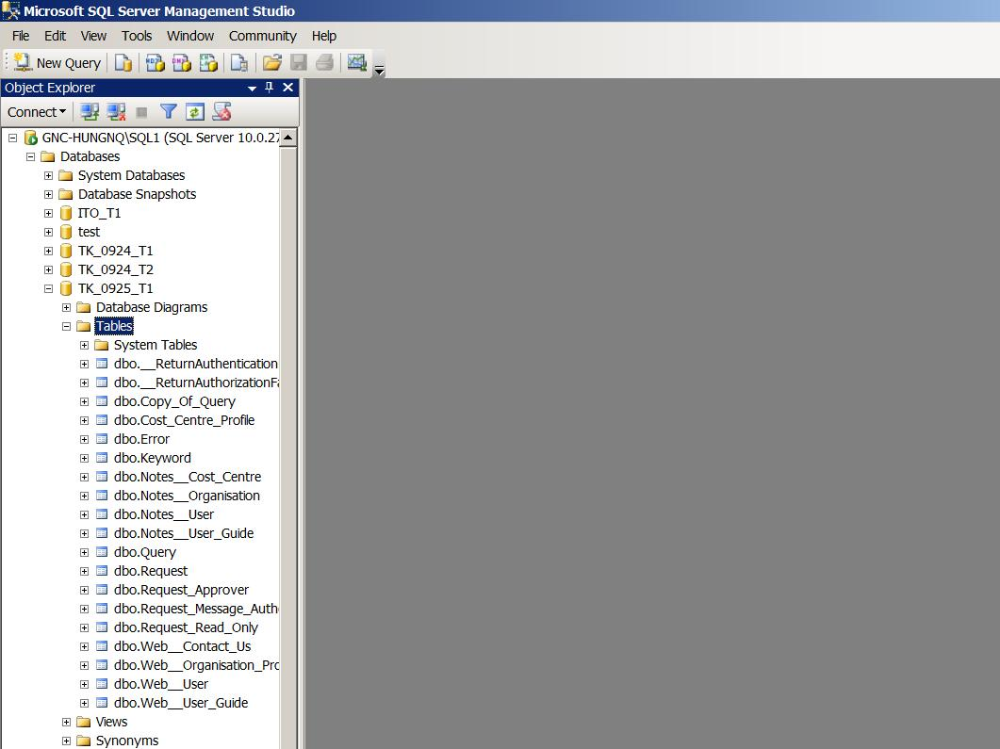 Microsoft SQL Server Management Studio
File Edit View Tools Window Community Help
New Query
Object Explorer
Connect
GNC-HUNGNQ\SQL1 (SQL Server 10.0.27
Databases
System Databases
Database Snapshots
ITO_T1
test
TK_0924_T1
TK_0924_T2
TK_0925_T1
Database Diagrams
Tables
System Tables
dbo.__ReturnAuthentication
dbo.__ReturnAuthorizationFa
dbo.Copy_Of_Query
dbo.Cost_Centre_Profile
dbo.Error
dbo.Keyword
dbo.Notes__Cost_Centre
dbo.Notes__Organisation
dbo.Notes__User
dbo.Notes__User_Guide
dbo.Query
dbo.Request
dbo.Request_Approver
dbo.Request_Message_Autho
dbo.Request_Read_Only
dbo.Web__Contact_Us
dbo.Web__Organisation_Pro
dbo.Web__User
dbo.Web__User_Guide
Views
Synonyms